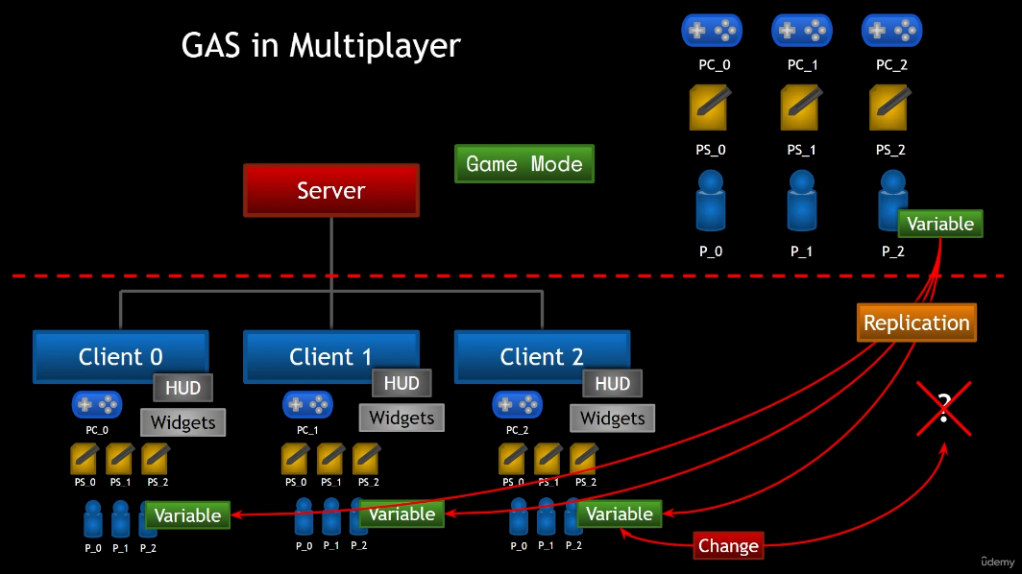 GAS in Multiplayer
PC_0 PC_1 PC_2
PS_0 PS_1 PS_2
P_0 P_1 P_2
Variable
Game Mode
Server
Replication
?
Client 0
HUD
Widgets
PC_0
PS_0 PS_1 PS_2
P_0 P_1 P_2
Variable
Client 1
HUD
Widgets
PC_1
PS_0 PS_1 PS_2
P_0 P_1 P_2
Variable
Client 2
HUD
Widgets
PC_2
PS_0 PS_1 PS_2
P_0 P_1 P_2
Variable
Change
ûdemy